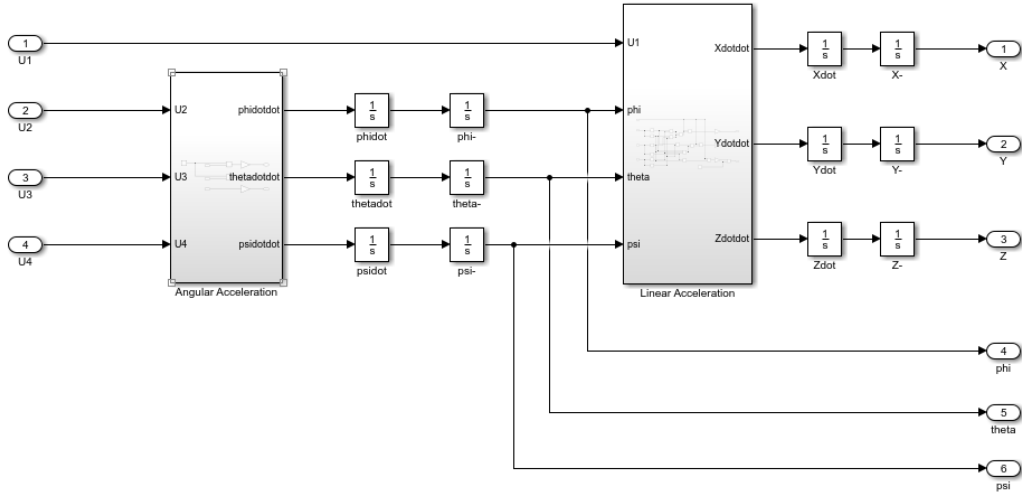 1
U1
2
U2
3
U3
4
U4
U2
U3
U4
phidotdot
thetadotdot
psidotdot
Angular Acceleration
1
s
phidot
1
s
phi-
1
s
thetadot
1
s
theta-
1
s
psidot
1
s
psi-
U1
phi
theta
psi
Xdotdot
Ydotdot
Zdotdot
Linear Acceleration
1
s
Xdot
1
s
X-
1
s
Ydot
1
s
Y-
1
s
Zdot
1
s
Z-
1
X
2
Y
3
Z
4
phi
5
theta
6
psi